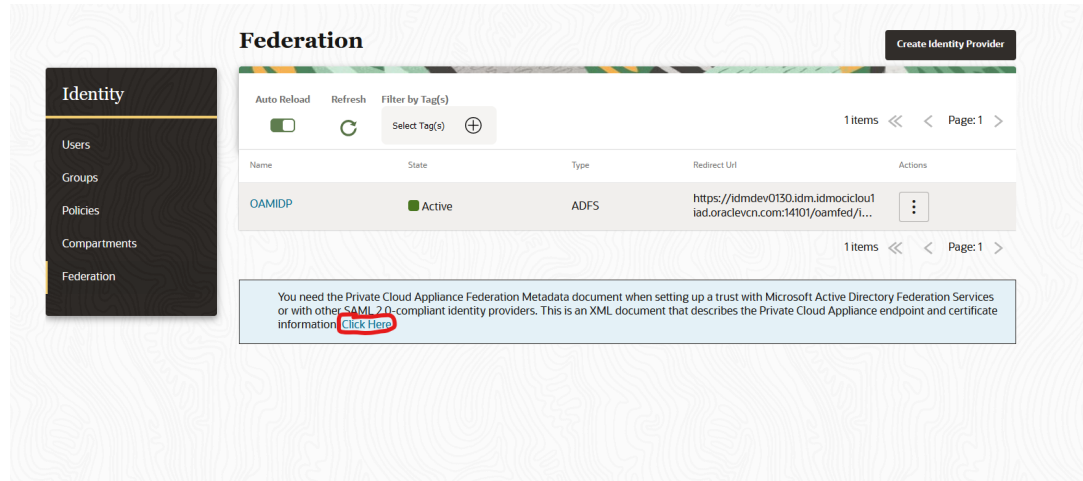 Federation
Create Identity Provider
Identity
Users
Groups
Policies
Compartments
Federation
Auto Reload Refresh Filter by Tag(s)
Select Tag(s)
1 items Page: 1
Name State Type Redirect Url Actions
OAMIDP Active ADFS https://idmdev0130.idm.idmociclou1
iad.oraclevcn.com:14101/oamfed/i...
1 items Page: 1
You need the Private Cloud Appliance Federation Metadata document when setting up a trust with Microsoft Active Directory Federation Services
or with other SAML 2.0-compliant identity providers. This is an XML document that describes the Private Cloud Appliance endpoint and certificate
information. Click Here